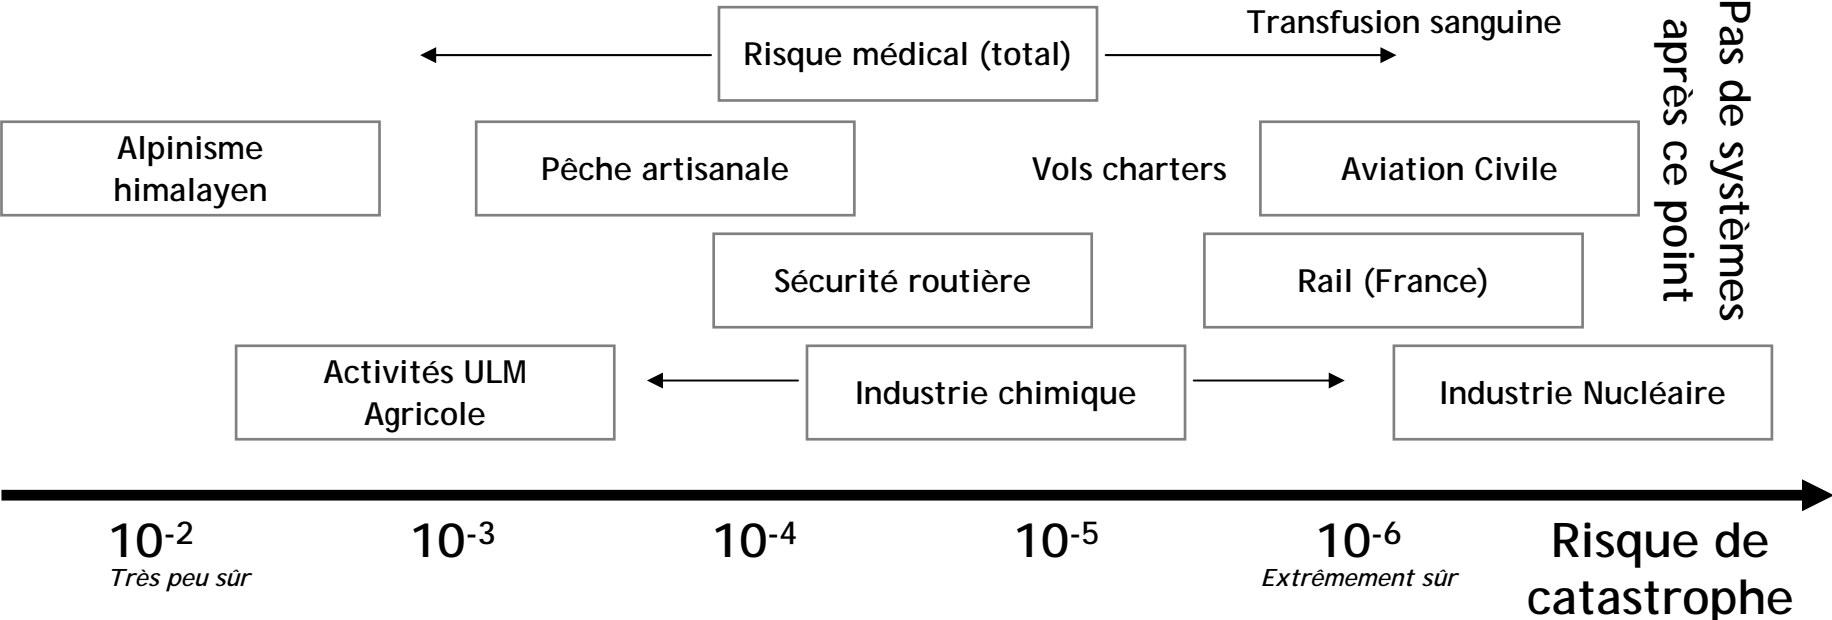 Transfusion sanguine
Risque médical (total)
Pas de systèmes
après ce point
Alpinisme
himalayen
Pêche artisanale
Vols charters
Aviation Civile
Sécurité routière
Rail (France)
Activités ULM
Agricole
Industrie chimique
Industrie Nucléaire
10-2
10-3
10-4
10-5
10-6
Risque de
catastrophe
Très peu sûr
Extrêmement sûr